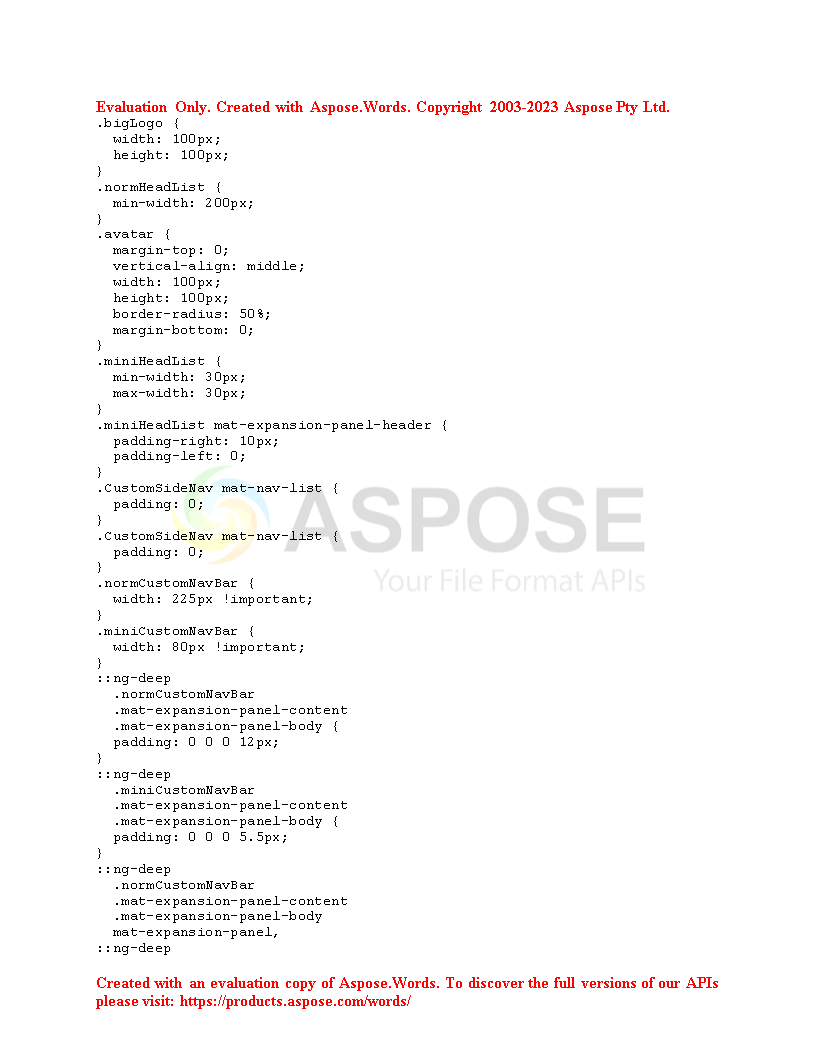 Evaluation Only. Created with Aspose.Words. Copyright 2003-2023 Aspose Pty Ltd.
.bigLogo {
  width: 100px;
  height: 100px;
}
.normHeadList {
  min-width: 200px;
}
.avatar {
  margin-top: 0;
  vertical-align: middle;
  width: 100px;
  height: 100px;
  border-radius: 50%;
  margin-bottom: 0;
}
.miniHeadList {
  min-width: 30px;
  max-width: 30px;
}
.miniHeadList mat-expansion-panel-header {
  padding-right: 10px;
  padding-left: 0;
}
.CustomSideNav mat-nav-list {
  padding: 0;
}
.CustomSideNav mat-nav-list {
  padding: 0;
}
.normCustomNavBar {
  width: 225px !important;
}
.miniCustomNavBar {
  width: 80px !important;
}
::ng-deep
  .normCustomNavBar
  .mat-expansion-panel-content
  .mat-expansion-panel-body {
  padding: 0 0 0 12px;
}
::ng-deep
  .miniCustomNavBar
  .mat-expansion-panel-content
  .mat-expansion-panel-body {
  padding: 0 0 0 5.5px;
}
::ng-deep
  .normCustomNavBar
  .mat-expansion-panel-content
  .mat-expansion-panel-body
  mat-expansion-panel,
::ng-deep
ASPOSE
Your File Format APIs
Created with an evaluation copy of Aspose.Words. To discover the full versions of our APIs
please visit: https://products.aspose.com/words/